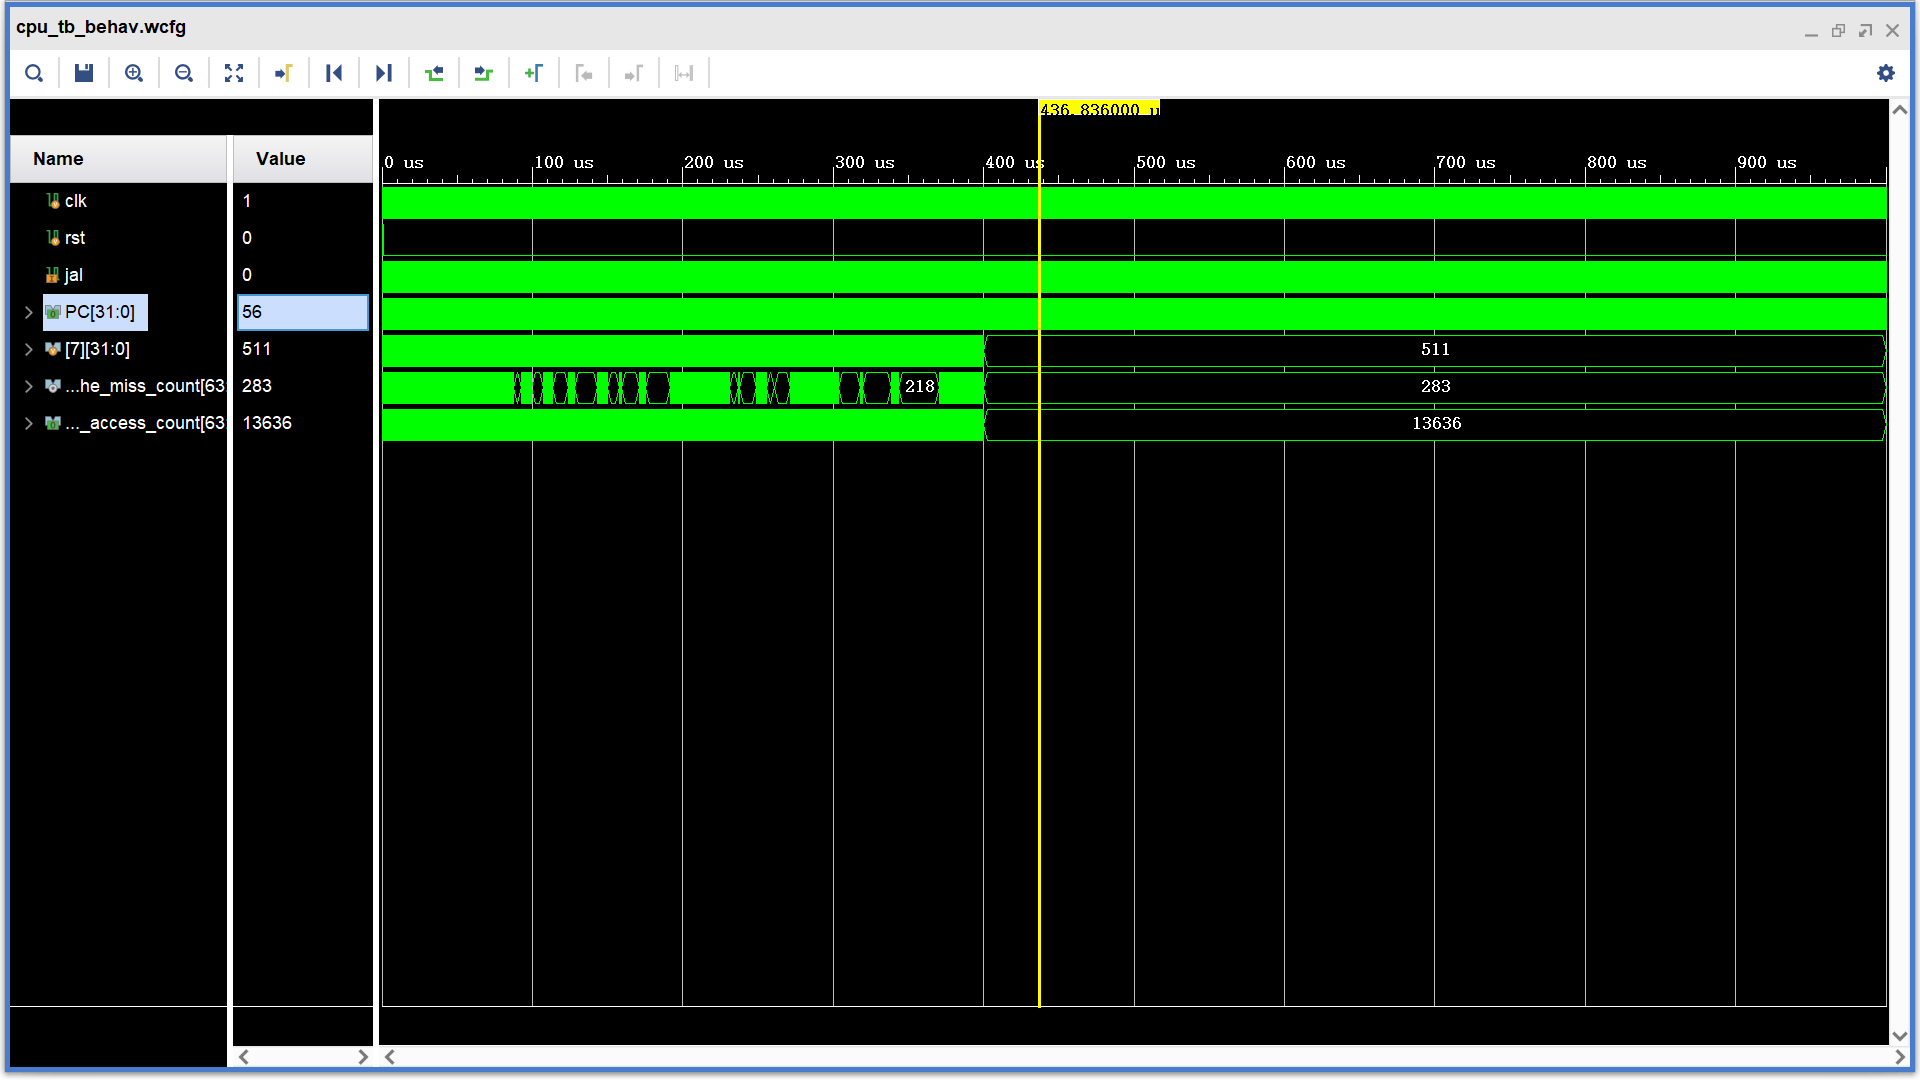 cpu_tb_behav.wcfg
436.836000 u
Name Value
0 us 100 us 200 us 300 us 400 us 500 us 600 us 700 us 800 us 900 us
clk 1
rst 0
jal 0
PC[31:0] 56
[7][31:0] 511 511
...he_miss_count[63: 283 218 283
..._access_count[63: 13636 13636